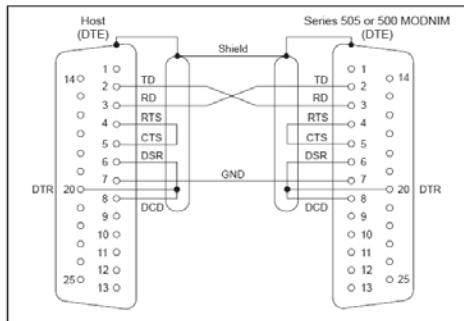 Host
(DTE)
Series 505 or 500 MODNIM
(DTE)
Shield
1
1
14
14
2
TD
TD
2
3
RD
RD
3
4
RTS
RTS
4
5
CTS
CTS
5
6
DSR
DSR
6
7
GND
7
DTR
20
20
DTR
8
DCD
DCD
8
9
9
10
10
11
11
12
12
25
25
13
13